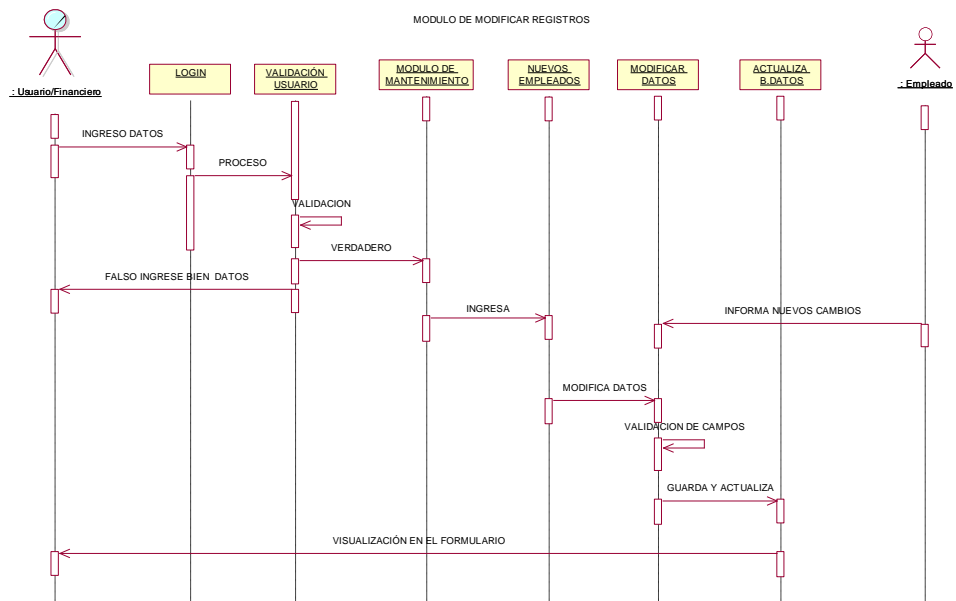 MODULO DE MODIFICAR REGISTROS
: Usuario/Financiero
LOGIN
VALIDACIÓN
USUARIO
MODULO DE
MANTENIMIENTO
NUEVOS
EMPLEADOS
MODIFICAR
DATOS
ACTUALIZA
B.DATOS
: Empleado
INGRESO DATOS
PROCESO
VALIDACION
VERDADERO
FALSO INGRESE BIEN DATOS
INGRESA
INFORMA NUEVOS CAMBIOS
MODIFICA DATOS
VALIDACION DE CAMPOS
GUARDA Y ACTUALIZA
VISUALIZACIÓN EN EL FORMULARIO